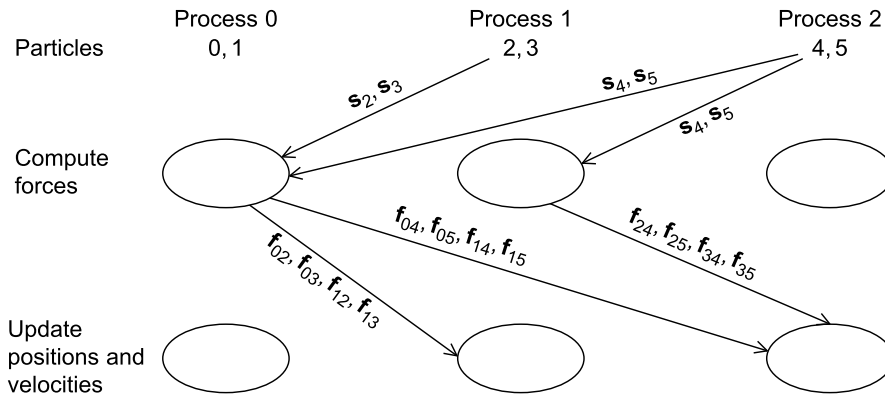 Process 0 Process 1 Process 2
Particles 0, 1 2, 3 4, 5
s2, s3
s4, s5
s4, s5
Compute
forces
f04, f05, f14, f15
f24, f25, f34, f35
f02, f03, f12, f13
Update
positions and
velocities